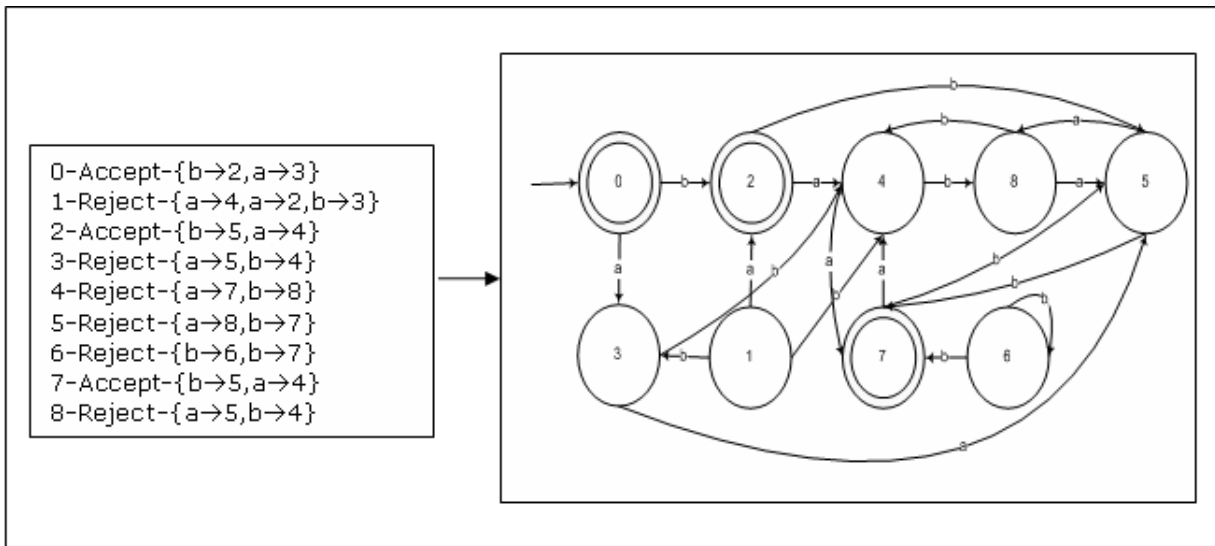 0-Accept-{b→2,a→3}
1-Reject-{a→4,a→2,b→3}
2-Accept-{b→5,a→4}
3-Reject-{a→5,b→4}
4-Reject-{a→7,b→8}
5-Reject-{a→8,b→7}
6-Reject-{b→6,b→7}
7-Accept-{b→5,a→4}
8-Reject-{a→5,b→4}
b
b a
0 b 2 a 4 b 8 a 5
a a b a a b b b
3 b 1 7 b 6
a